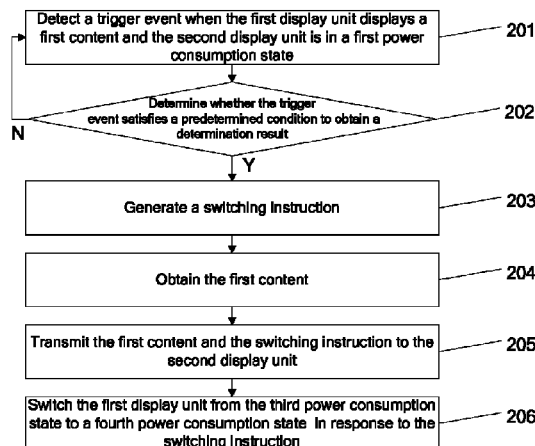 Detect a trigger event when the first display unit displays a
first content and the second display unit is in a first power
consumption state
201
Determine whether the trigger
event satisfies a predetermined condition to obtain a
determination result
202
N
Y
Generate a switching instruction
203
Obtain the first content
204
Transmit the first content and the switching instruction to the
second display unit
205
Switch the first display unit from the third power consumption
state to a fourth power consumption state in response to the
switching instruction
206